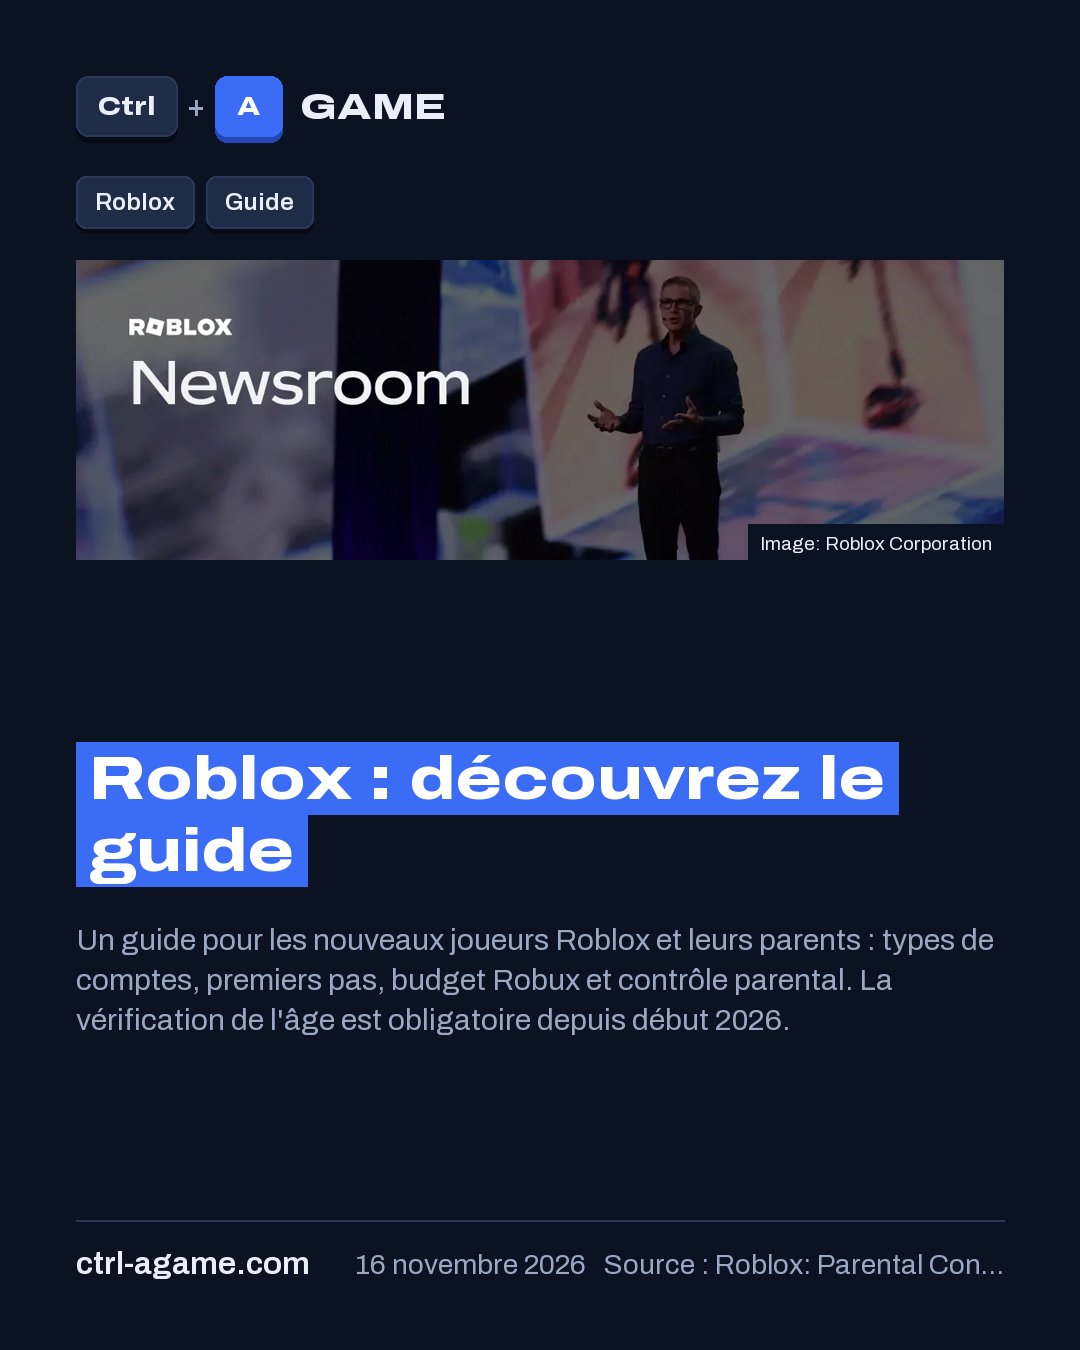 Ctrl + A GAME
Roblox Guide
ROBLOX
Newsroom
Image: Roblox Corporation
Roblox : découvrez le
guide
Un guide pour les nouveaux joueurs Roblox et leurs parents : types de
comptes, premiers pas, budget Robux et contrôle parental. La
vérification de l'âge est obligatoire depuis début 2026.
ctrl-agame.com 16 novembre 2026 Source : Roblox: Parental Con...